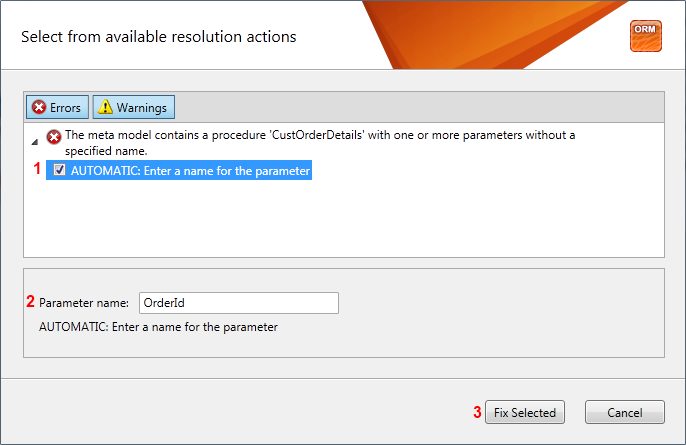 Select from available resolution actions
ORM
Errors
Warnings
The meta model contains a procedure 'CustOrderDetails' with one or more parameters without a
specified name.
1 AUTOMATIC: Enter a name for the parameter
2 Parameter name: OrderId
AUTOMATIC: Enter a name for the parameter
3 Fix Selected Cancel